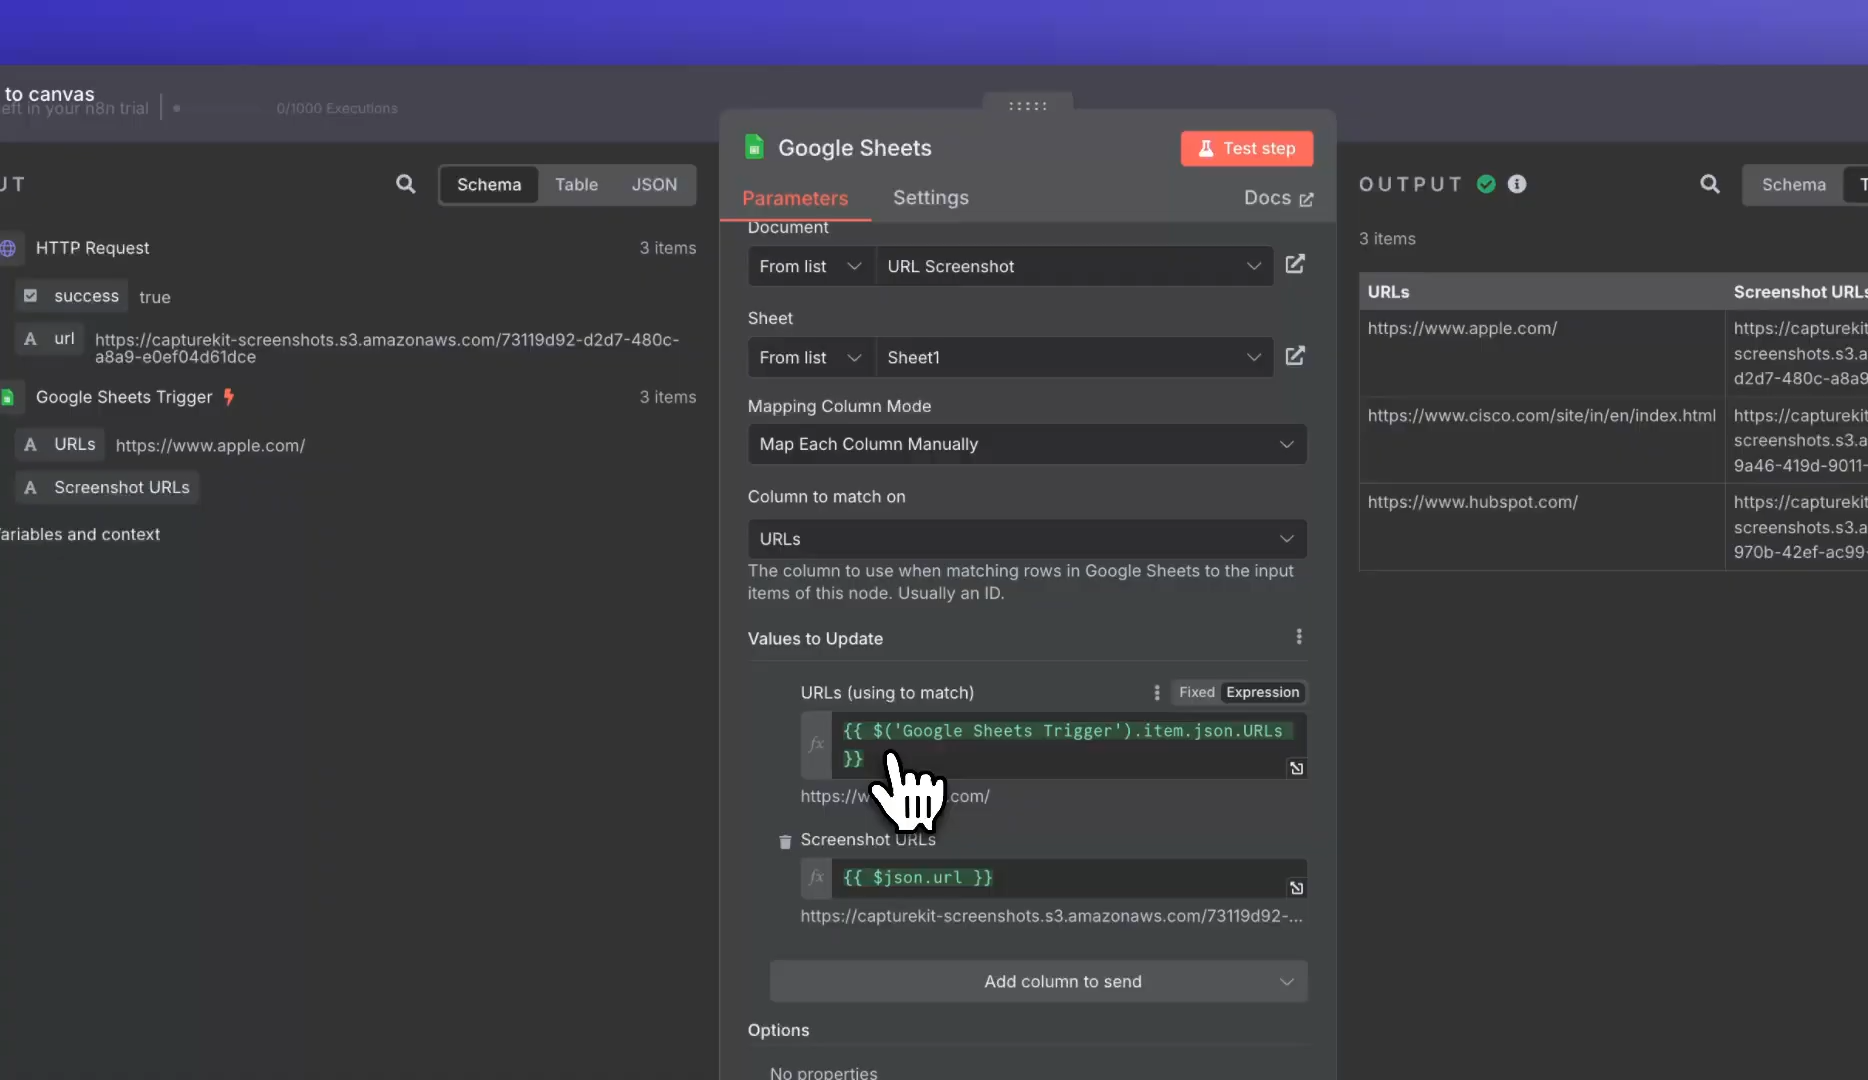 to canvas
left in your n8n trial
0/1000 Executions
UT
Schema
Table
JSON
HTTP Request
3 items
success
true
A
url
https://capturekit-screenshots.s3.amazonaws.com/73119d92-d2d7-480c-
a8a9-e0ef04d61dce
Google Sheets Trigger
3 items
A
URLs
https://www.apple.com/
A
Screenshot URLs
ariables and context
Google Sheets
Test step
Parameters
Settings
Docs
Document
From list
URL Screenshot
Sheet
From list
Sheet1
Mapping Column Mode
Map Each Column Manually
Column to match on
URLs
The column to use when matching rows in Google Sheets to the input
items of this node. Usually an ID.
Values to Update
URLs (using to match)
Fixed
Expression
fx
{{ $('Google Sheets Trigger').item.json.URLs
}}
https://w
.com/
Screenshot URLs
fx
{{ $json.url }}
https://capturekit-screenshots.s3.amazonaws.com/73119d92-...
Add column to send
Options
No properties
OUTPUT
Schema
T
3 items
URLs
Screenshot URLs
https://www.apple.com/
https://capturekit
screenshots.s3.a
d2d7-480c-a8a9
https://www.cisco.com/site/in/en/index.html
https://capturekit
screenshots.s3.a
9a46-419d-9011-
https://www.hubspot.com/
https://capturekit
screenshots.s3.a
970b-42ef-ac99-